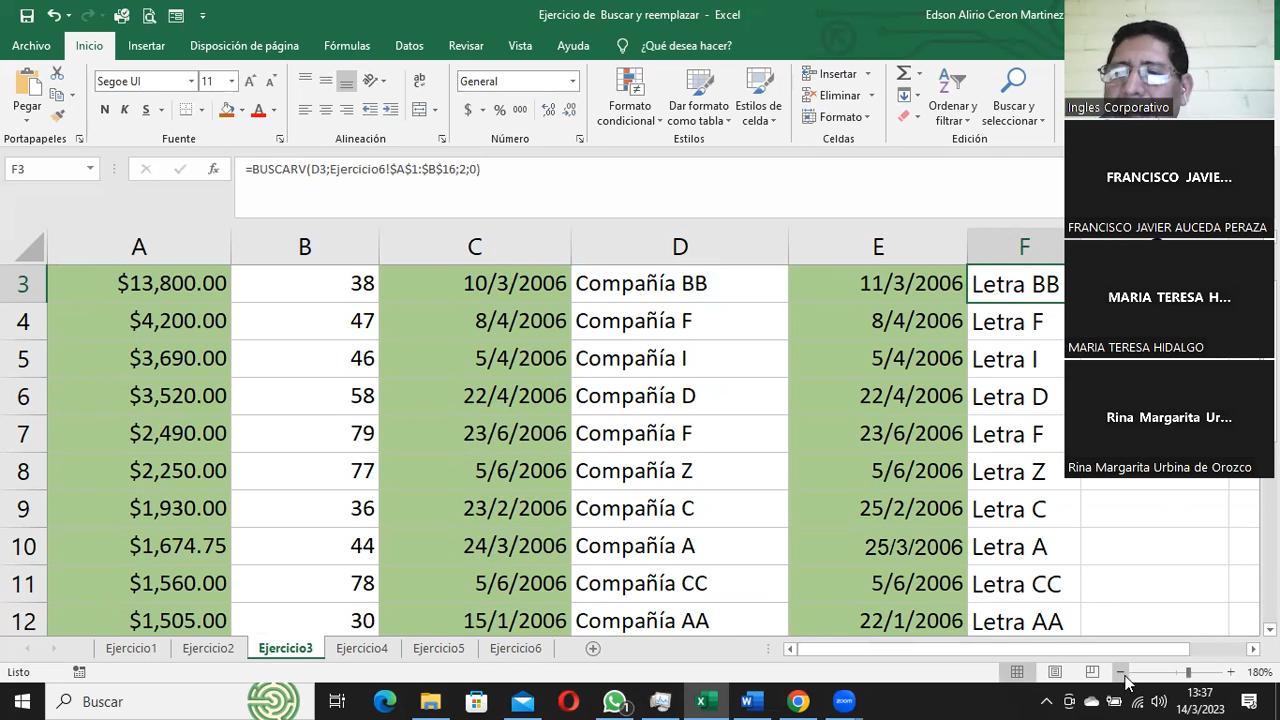 Ejercicio de Buscar y reemplazar - Excel
Edson Alirio Ceron Martinez
Archivo Inicio Insertar Disposición de página Fórmulas Datos Revisar Vista Ayuda ¿Qué desea hacer?
Pegar
Segoe UI 11
N K S
General
$ % 000
Formato condicional
Dar formato como tabla
Estilos de celda
Insertar
Eliminar
Formato
Ordenar y filtrar
Buscar y seleccionar
Portapapeles Fuente Alineación Número Estilos Celdas Edición
F3 fx =BUSCARV(D3;Ejercicio6!$A$1:$B$16;2;0)
A B C D E F
3 $13,800.00 38 10/3/2006 Compañía BB 11/3/2006 Letra BB
4 $4,200.00 47 8/4/2006 Compañía F 8/4/2006 Letra F
5 $3,690.00 46 5/4/2006 Compañía I 5/4/2006 Letra I
6 $3,520.00 58 22/4/2006 Compañía D 22/4/2006 Letra D
7 $2,490.00 79 23/6/2006 Compañía F 23/6/2006 Letra F
8 $2,250.00 77 5/6/2006 Compañía Z 5/6/2006 Letra Z
9 $1,930.00 36 23/2/2006 Compañía C 25/2/2006 Letra C
10 $1,674.75 44 24/3/2006 Compañía A 25/3/2006 Letra A
11 $1,560.00 78 5/6/2006 Compañía CC 5/6/2006 Letra CC
12 $1,505.00 30 15/1/2006 Compañía AA 22/1/2006 Letra AA
Ingles Corporativo
FRANCISCO JAVIE...
FRANCISCO JAVIER AUCEDA PERAZA
MARIA TERESA H...
MARIA TERESA HIDALGO
Rina Margarita Ur...
Rina Margarita Urbina de Orozco
Ejercicio1 Ejercicio2 Ejercicio3 Ejercicio4 Ejercicio5 Ejercicio6
Listo
180%
Buscar
1
13:37
14/3/2023